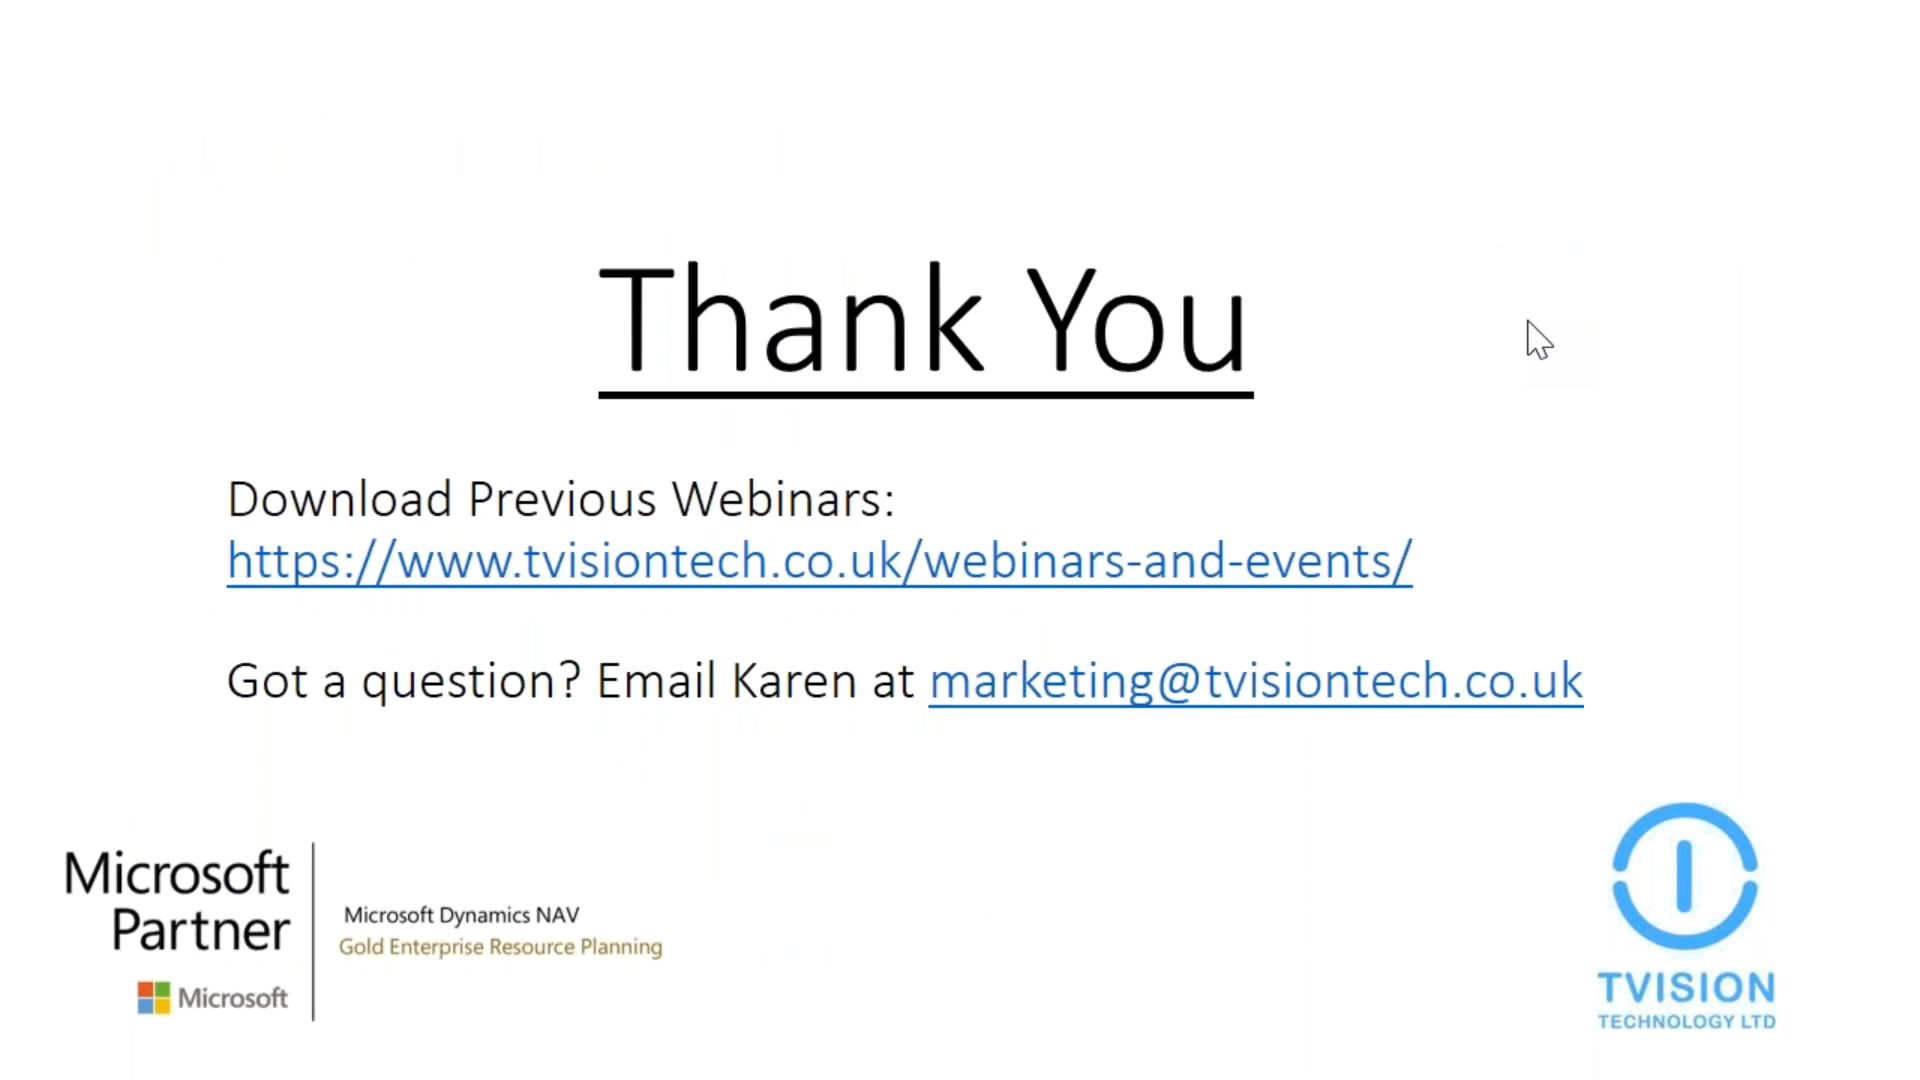 Thank You
Download Previous Webinars:
https://www.tvisiontech.co.uk/webinars-and-events/
Got a question? Email Karen at marketing@tvisiontech.co.uk
Microsoft
Partner
Microsoft
Microsoft Dynamics NAV
Gold Enterprise Resource Planning
TVISION
TECHNOLOGY LTD